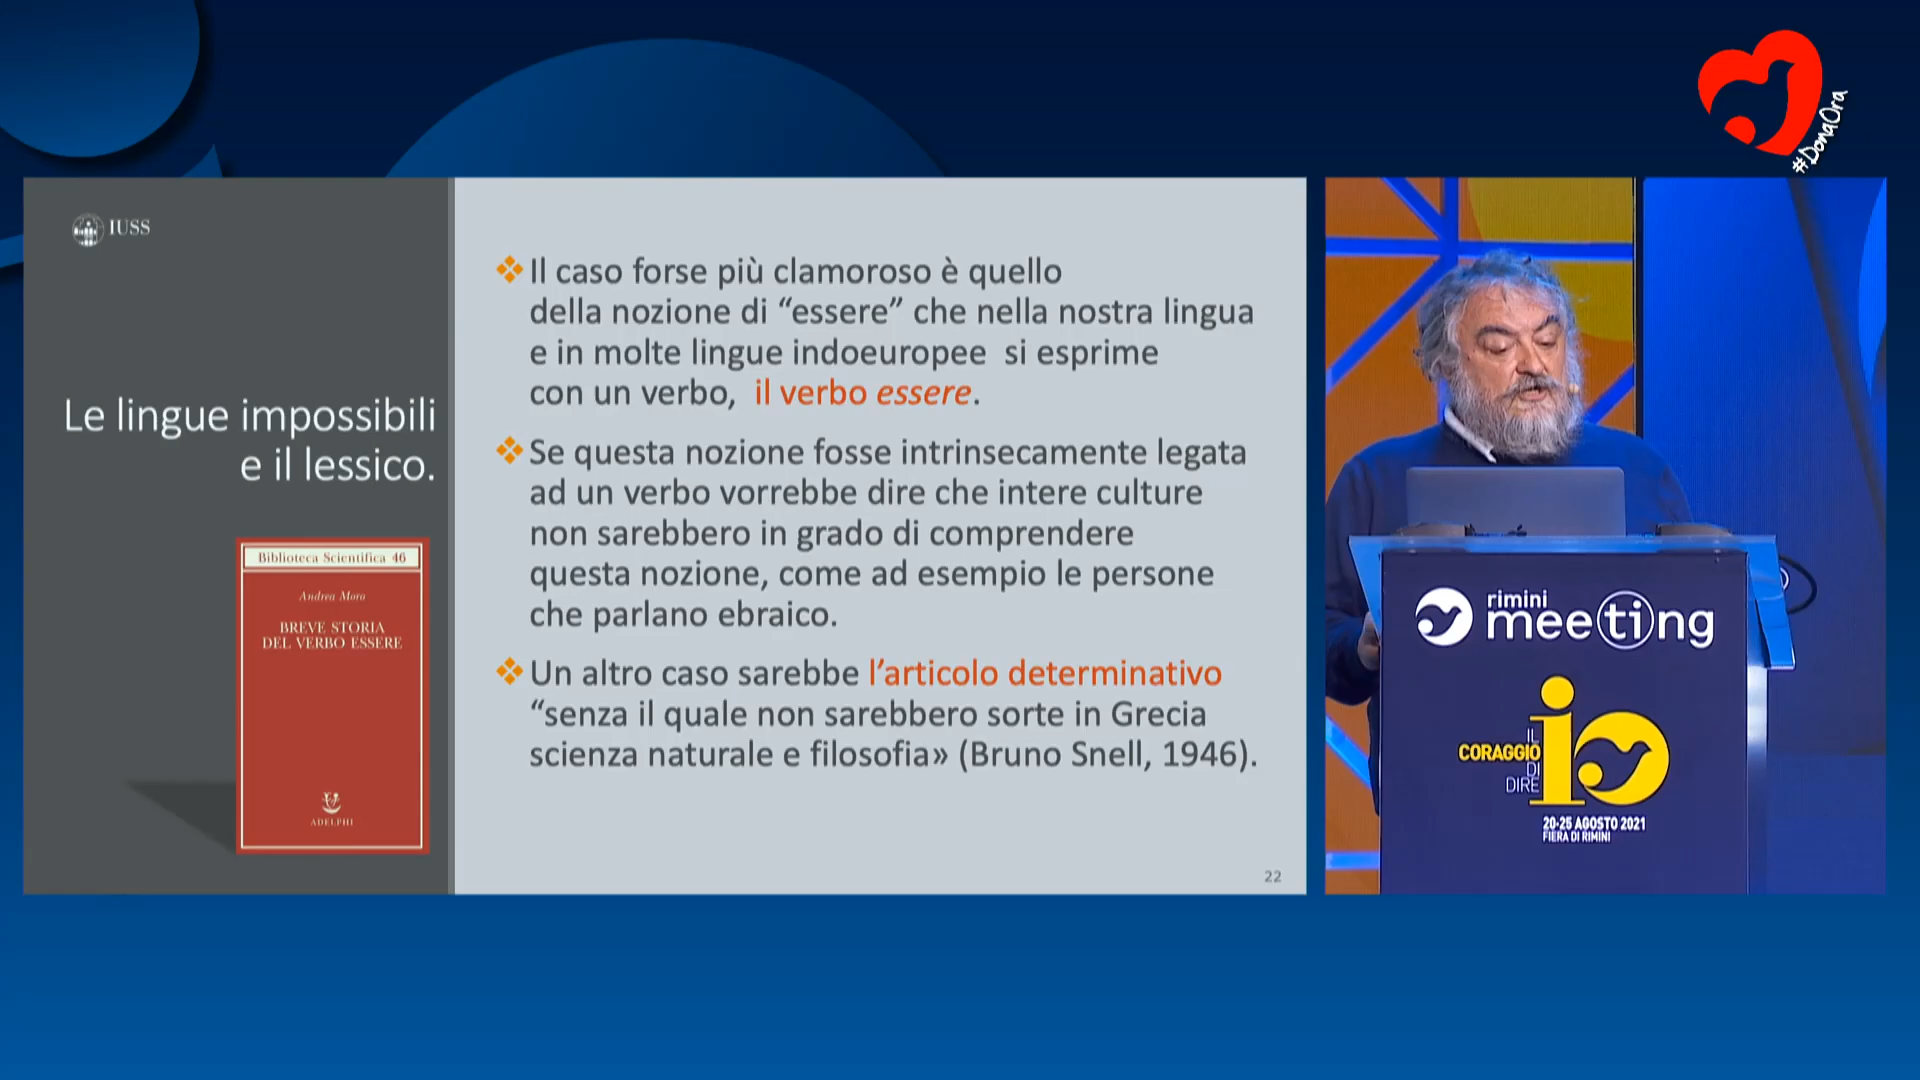 #DonaOra
IUSS
Le lingue impossibili
e il lessico.
Biblioteca Scientifica 46
Andrea Moro
BREVE STORIA
DEL VERBO ESSERE
ADELPHI
Il caso forse più clamoroso è quello
della nozione di “essere” che nella nostra lingua
e in molte lingue indoeuropee si esprime
con un verbo, il verbo essere.
Se questa nozione fosse intrinsecamente legata
ad un verbo vorrebbe dire che intere culture
non sarebbero in grado di comprendere
questa nozione, come ad esempio le persone
che parlano ebraico.
Un altro caso sarebbe l’articolo determinativo
“senza il quale non sarebbero sorte in Grecia
scienza naturale e filosofia» (Bruno Snell, 1946).
22
rimini
meeting
IL
CORAGGIO
DI
DIRE
io
20-25 AGOSTO 2021
FIERA DI RIMINI